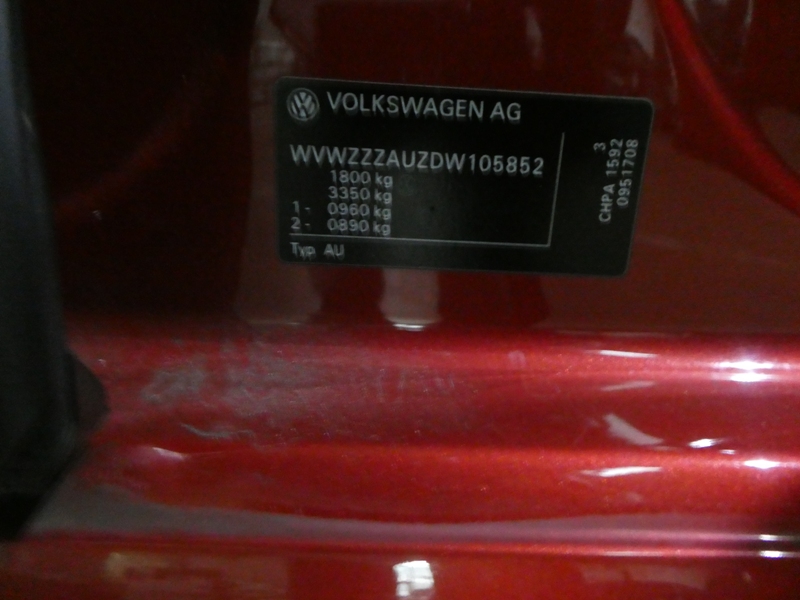 VOLKSWAGEN AG
WVWZZZAUZDW105852
1800 kg
3350 kg
1- 0960 kg
2- 0890 kg
Typ AU
3
CHPA 1592
0951708